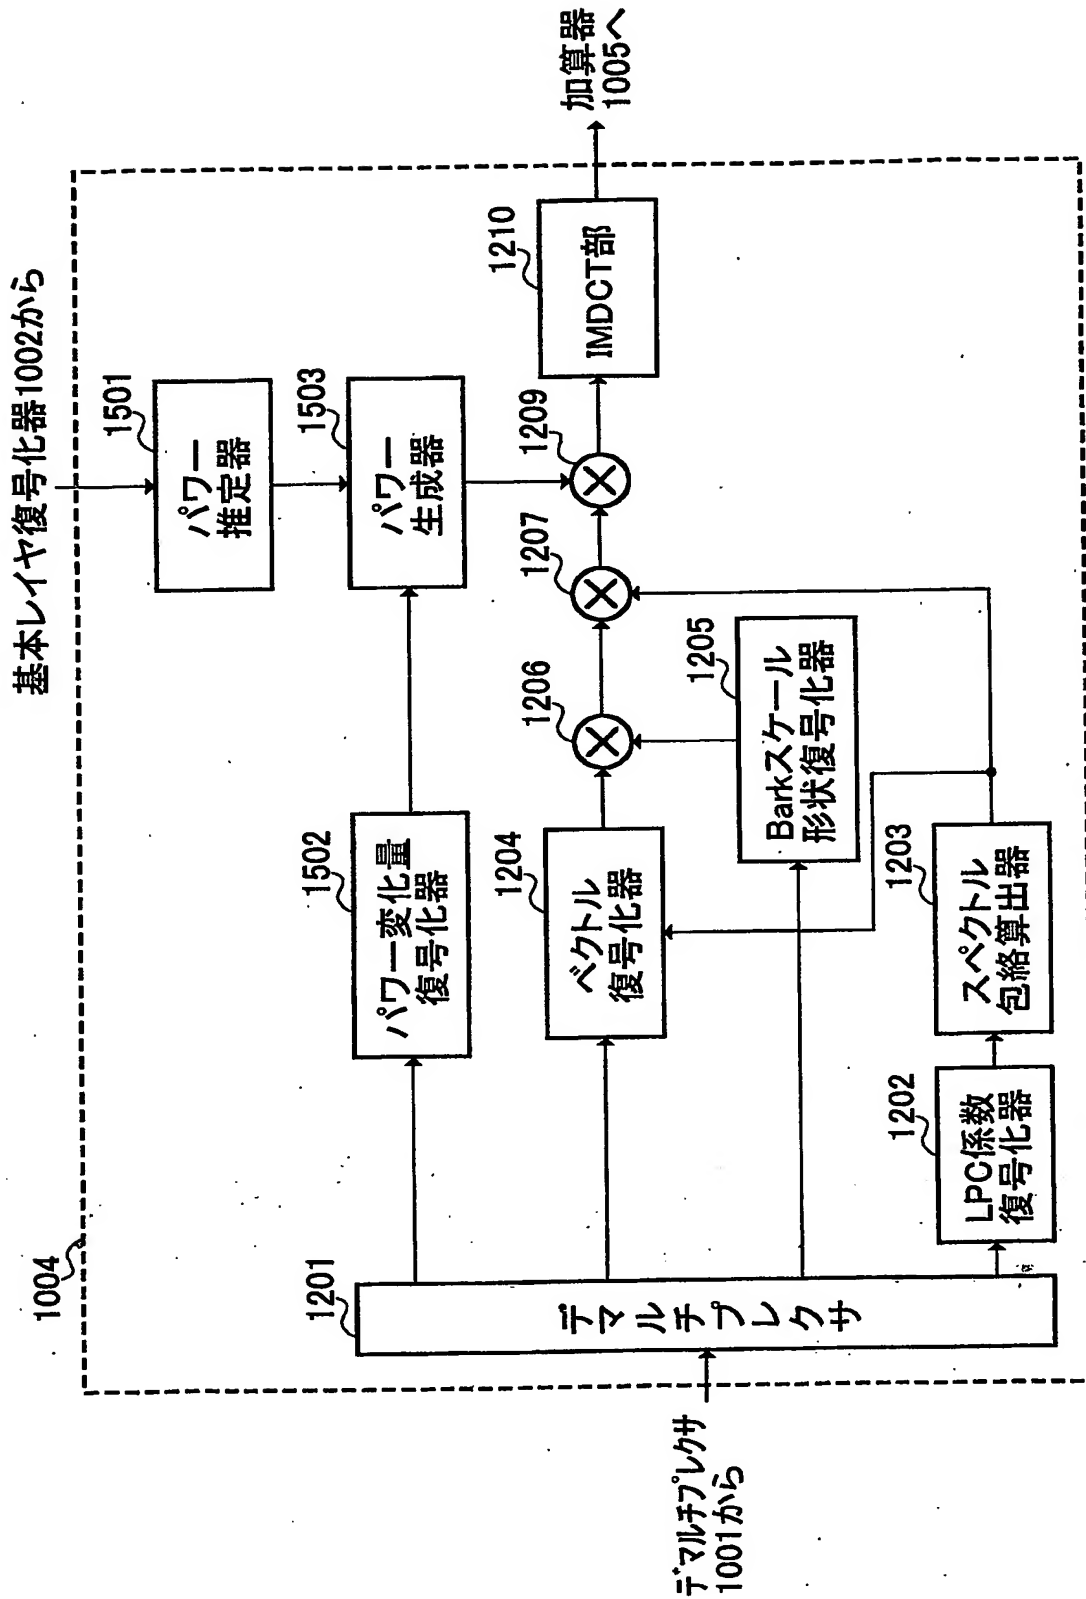 基本レイヤ復号化器1002から
1004
1501
パワー
推定器
1502
パワー変化量
復号化器
1503
パワー
生成器
1201
デマルチプレクサ
デマルチプレクサ
1001から
1204
ベクトル
復号化器
1206
1207
1209
1210
IMDCT部
加算器
1005へ
1205
Barkスケール
形状復号化器
1202
LPC係数
復号化器
1203
スペクトル
包絡算出器